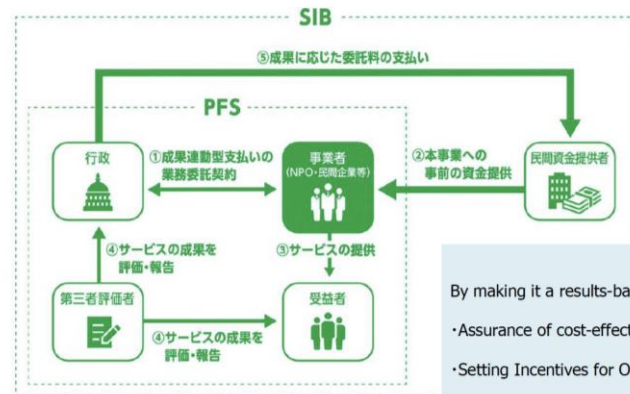 SIB
⑤成果に応じた委託料の支払い
PFS
行政
①成果連動型支払いの
業務委託契約
事業者
(NPO・民間企業等)
②本事業への
事前の資金提供
民間資金提供者
④サービスの成果を
評価・報告
③サービスの提供
第三者評価者
受益者
④サービスの成果を
評価・報告
By making it a results-ba
・Assurance of cost-effect
・Setting Incentives for O